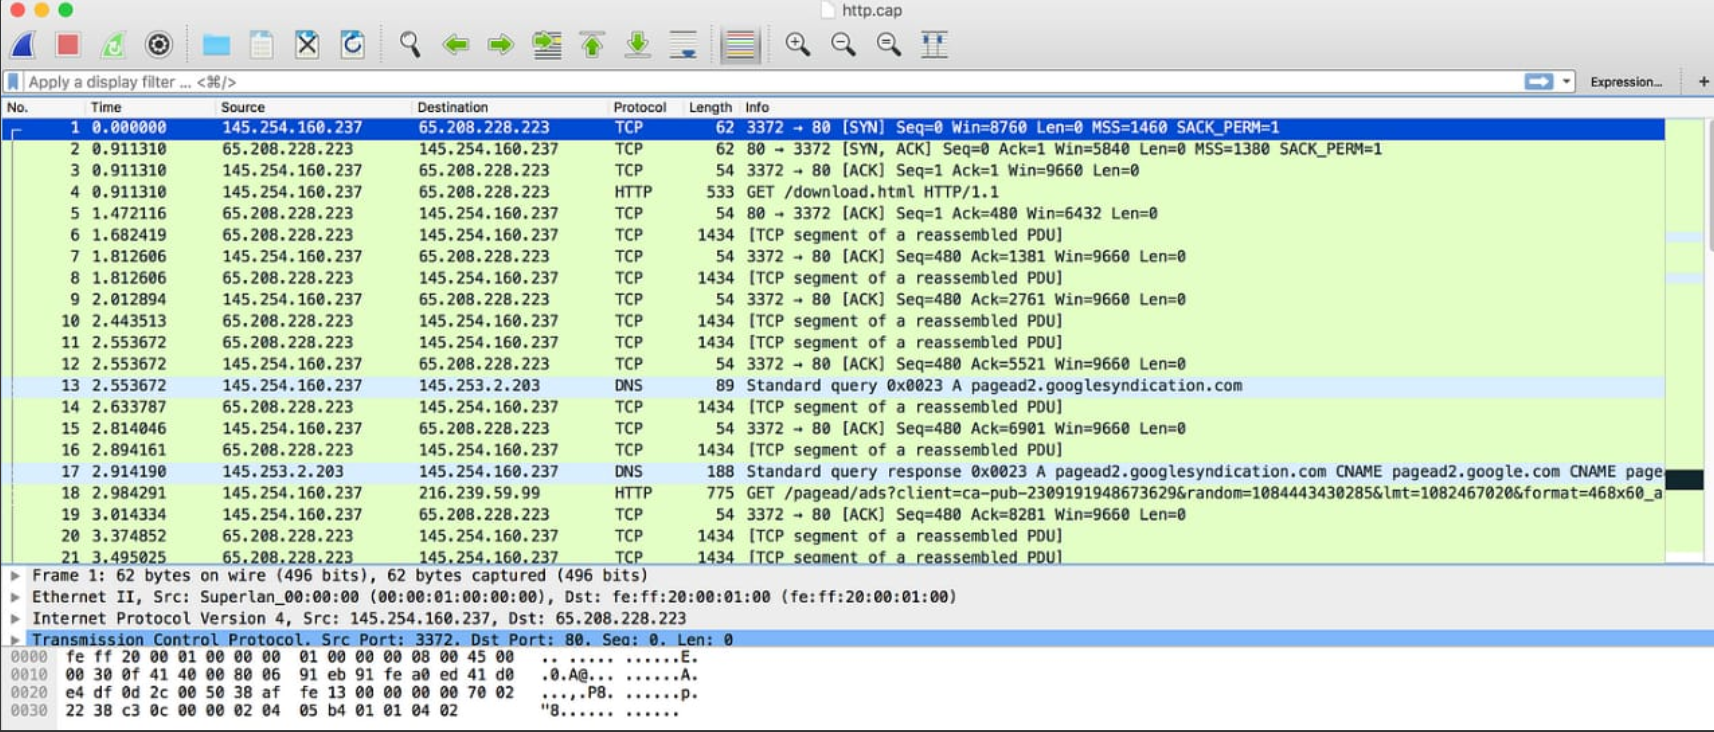 http.cap
Apply a display filter ... <⌘/>
Expression...
+
No. Time Source Destination Protocol Length Info
1 0.000000 145.254.160.237 65.208.228.223 TCP 62 3372 → 80 [SYN] Seq=0 Win=8760 Len=0 MSS=1460 SACK_PERM=1
2 0.911310 65.208.228.223 145.254.160.237 TCP 62 80 → 3372 [SYN, ACK] Seq=0 Ack=1 Win=5840 Len=0 MSS=1380 SACK_PERM=1
3 0.911310 145.254.160.237 65.208.228.223 TCP 54 3372 → 80 [ACK] Seq=1 Ack=1 Win=9660 Len=0
4 0.911310 145.254.160.237 65.208.228.223 HTTP 533 GET /download.html HTTP/1.1
5 1.472116 65.208.228.223 145.254.160.237 TCP 54 80 → 3372 [ACK] Seq=1 Ack=480 Win=6432 Len=0
6 1.682419 65.208.228.223 145.254.160.237 TCP 1434 [TCP segment of a reassembled PDU]
7 1.812606 145.254.160.237 65.208.228.223 TCP 54 3372 → 80 [ACK] Seq=480 Ack=1381 Win=9660 Len=0
8 1.812606 65.208.228.223 145.254.160.237 TCP 1434 [TCP segment of a reassembled PDU]
9 2.012894 145.254.160.237 65.208.228.223 TCP 54 3372 → 80 [ACK] Seq=480 Ack=2761 Win=9660 Len=0
10 2.443513 65.208.228.223 145.254.160.237 TCP 1434 [TCP segment of a reassembled PDU]
11 2.553672 65.208.228.223 145.254.160.237 TCP 1434 [TCP segment of a reassembled PDU]
12 2.553672 145.254.160.237 65.208.228.223 TCP 54 3372 → 80 [ACK] Seq=480 Ack=5521 Win=9660 Len=0
13 2.553672 145.254.160.237 145.253.2.203 DNS 89 Standard query 0x0023 A pagead2.googlesyndication.com
14 2.633787 65.208.228.223 145.254.160.237 TCP 1434 [TCP segment of a reassembled PDU]
15 2.814046 145.254.160.237 65.208.228.223 TCP 54 3372 → 80 [ACK] Seq=480 Ack=6901 Win=9660 Len=0
16 2.894161 65.208.228.223 145.254.160.237 TCP 1434 [TCP segment of a reassembled PDU]
17 2.914190 145.253.2.203 145.254.160.237 DNS 188 Standard query response 0x0023 A pagead2.googlesyndication.com CNAME pagead2.google.com CNAME page
18 2.984291 145.254.160.237 216.239.59.99 HTTP 775 GET /pagead/ads?client=ca-pub-2309191948673629&random=1084443430285&lmt=1082467020&format=468x60_a
19 3.014334 145.254.160.237 65.208.228.223 TCP 54 3372 → 80 [ACK] Seq=480 Ack=8281 Win=9660 Len=0
20 3.374852 65.208.228.223 145.254.160.237 TCP 1434 [TCP segment of a reassembled PDU]
21 3.495025 65.208.228.223 145.254.160.237 TCP 1434 [TCP segment of a reassembled PDU]
Frame 1: 62 bytes on wire (496 bits), 62 bytes captured (496 bits)
Ethernet II, Src: Superlan_00:00:00 (00:00:01:00:00:00), Dst: fe:ff:20:00:01:00 (fe:ff:20:00:01:00)
Internet Protocol Version 4, Src: 145.254.160.237, Dst: 65.208.228.223
Transmission Control Protocol, Src Port: 3372, Dst Port: 80, Seq: 0, Len: 0
0000 fe ff 20 00 01 00 00 00 01 00 00 00 08 00 45 00 .. ..... ......E.
0010 00 30 0f 41 40 00 80 06 91 eb 91 fe a0 ed 41 d0 .0.A@... ......A.
0020 e4 df 0d 2c 00 50 38 af fe 13 00 00 00 00 70 02 ...,.P8. ......p.
0030 22 38 c3 0c 00 00 02 04 05 b4 01 01 04 02 "8...... ......